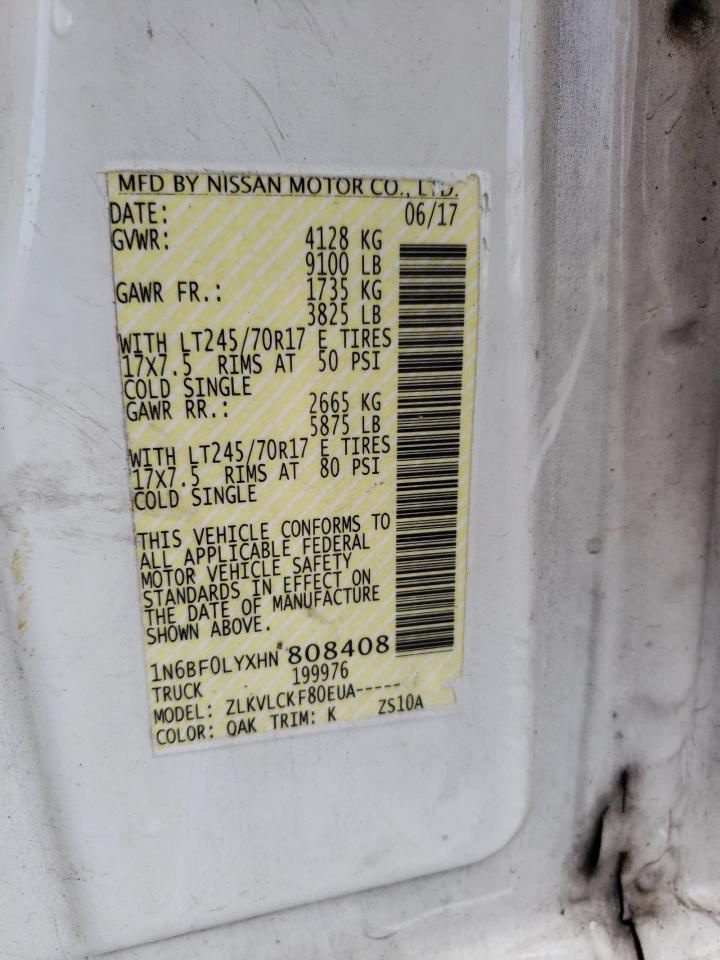 MFD BY NISSAN MOTOR CO., LTD.
DATE: 06/17
GVWR: 4128 KG
9100 LB
GAWR FR.: 1735 KG
3825 LB
WITH LT245/70R17 E TIRES
17X7.5 RIMS AT 50 PSI
COLD SINGLE
GAWR RR.: 2665 KG
5875 LB
WITH LT245/70R17 E TIRES
17X7.5 RIMS AT 80 PSI
COLD SINGLE
THIS VEHICLE CONFORMS TO
ALL APPLICABLE FEDERAL
MOTOR VEHICLE SAFETY
STANDARDS IN EFFECT ON
THE DATE OF MANUFACTURE
SHOWN ABOVE.
1N6BF0LYXHN*808408
TRUCK 199976
MODEL: ZLKVLCKF80EUA-----
COLOR: QAK TRIM: K ZS10A